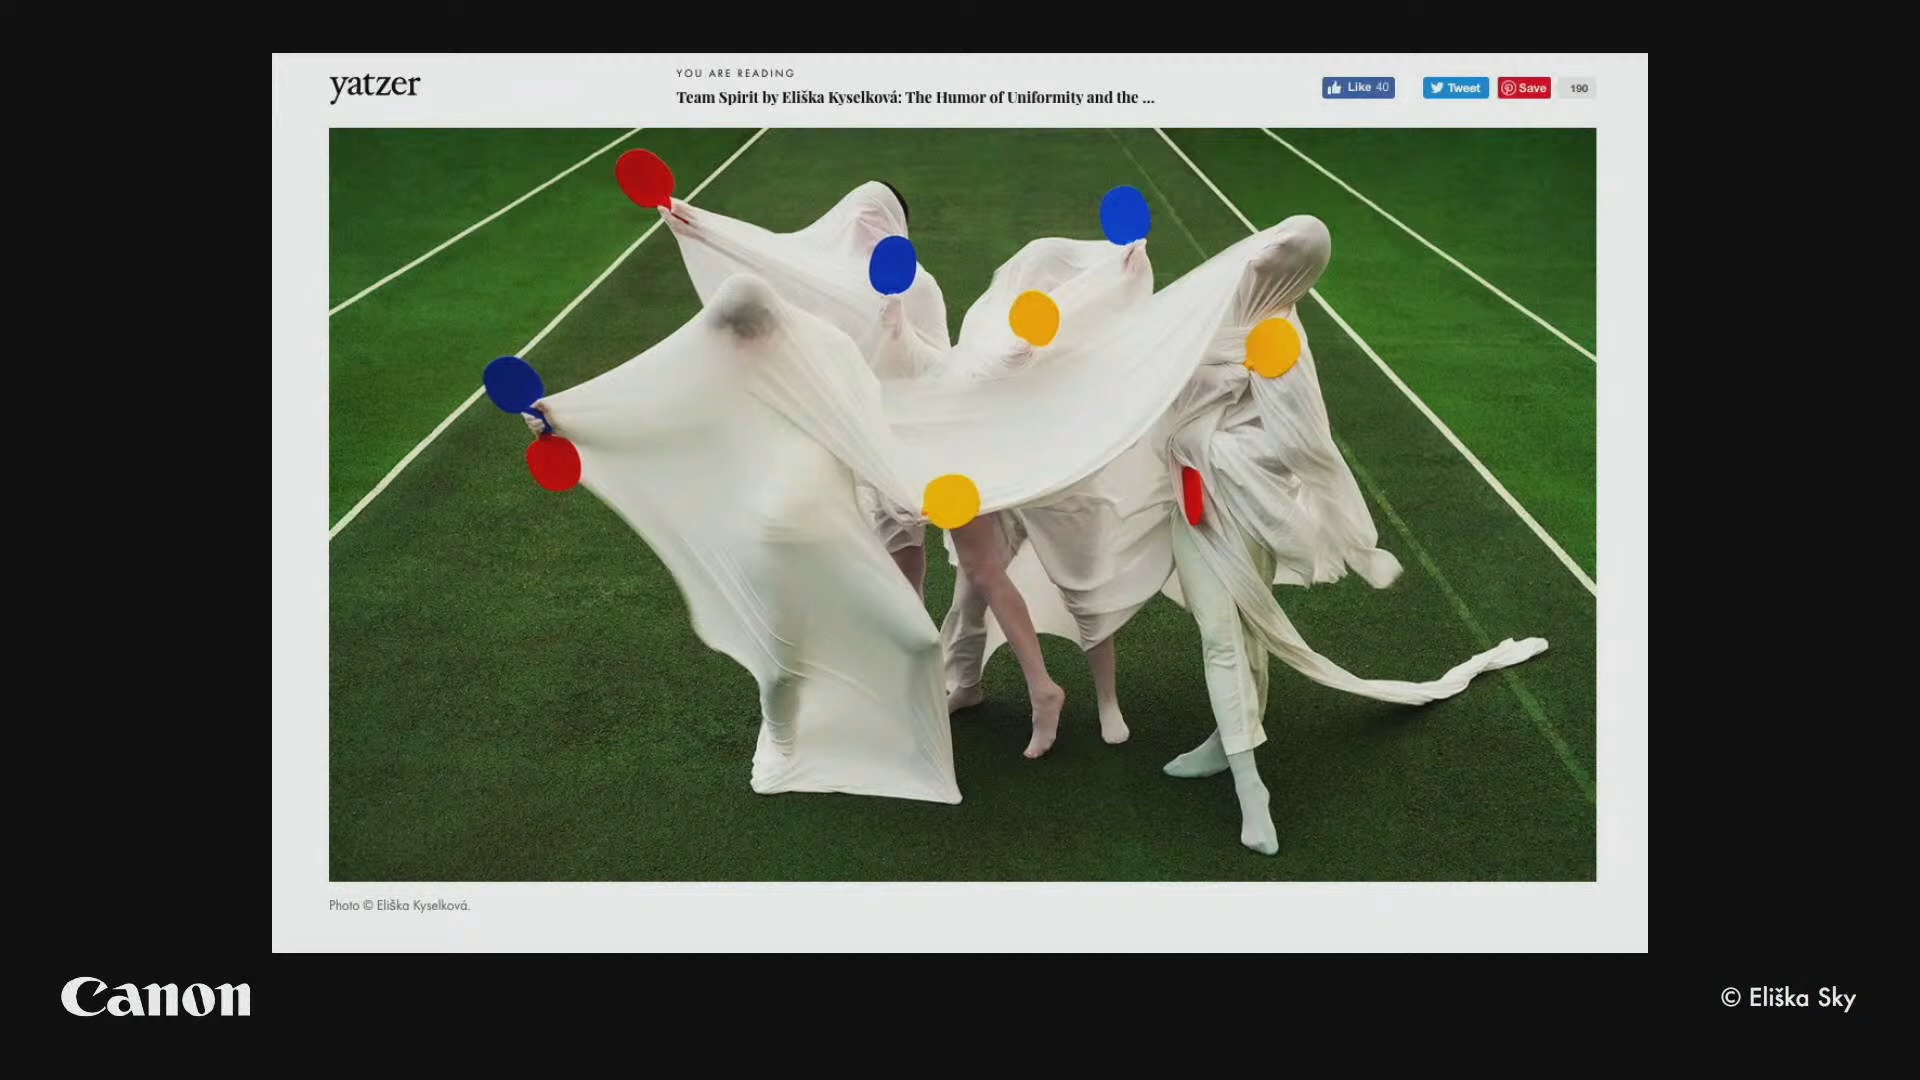 yatzer
YOU ARE READING
Team Spirit by Eliška Kyselková: The Humor of Uniformity and the ...
Like 40
Tweet
Save
190
Photo © Eliška Kyselková.
Canon
© Eliška Sky